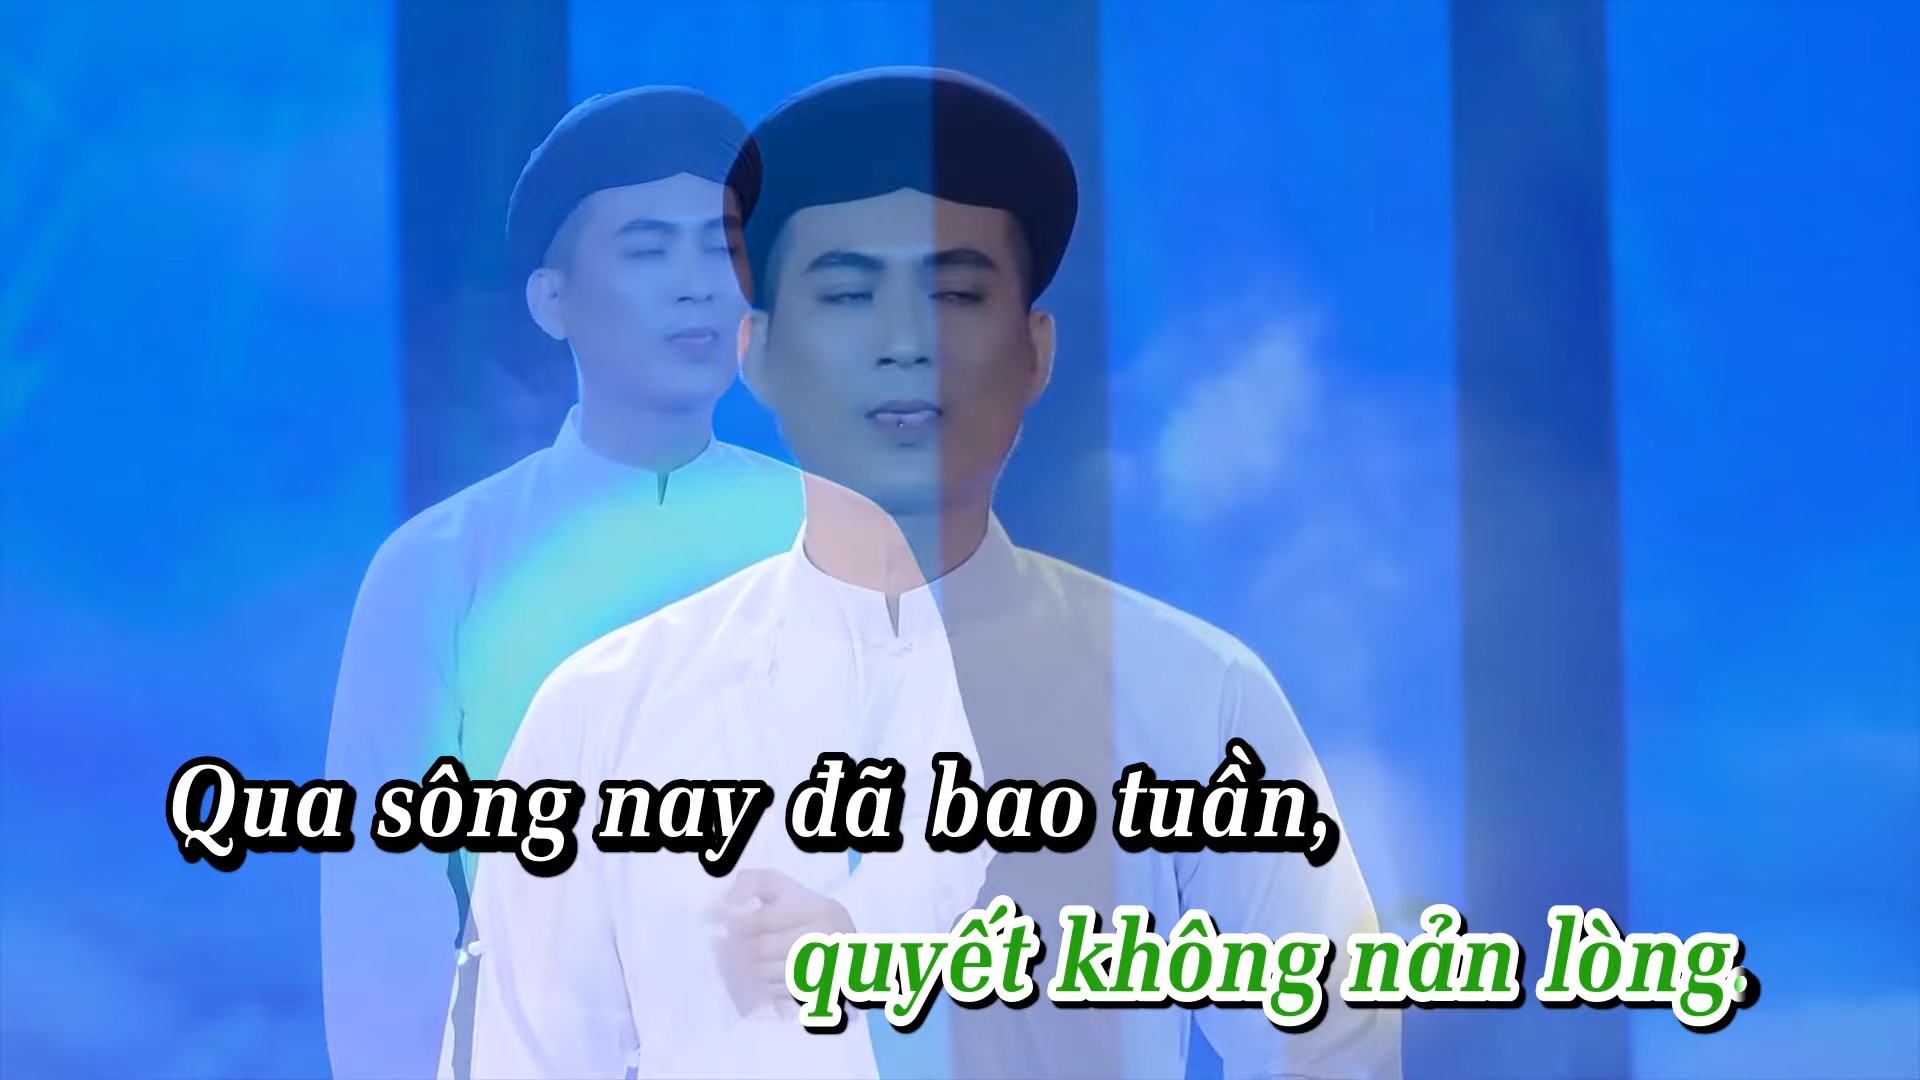 Qua sông nay đã bao tuần,
quyết không nản lòng.